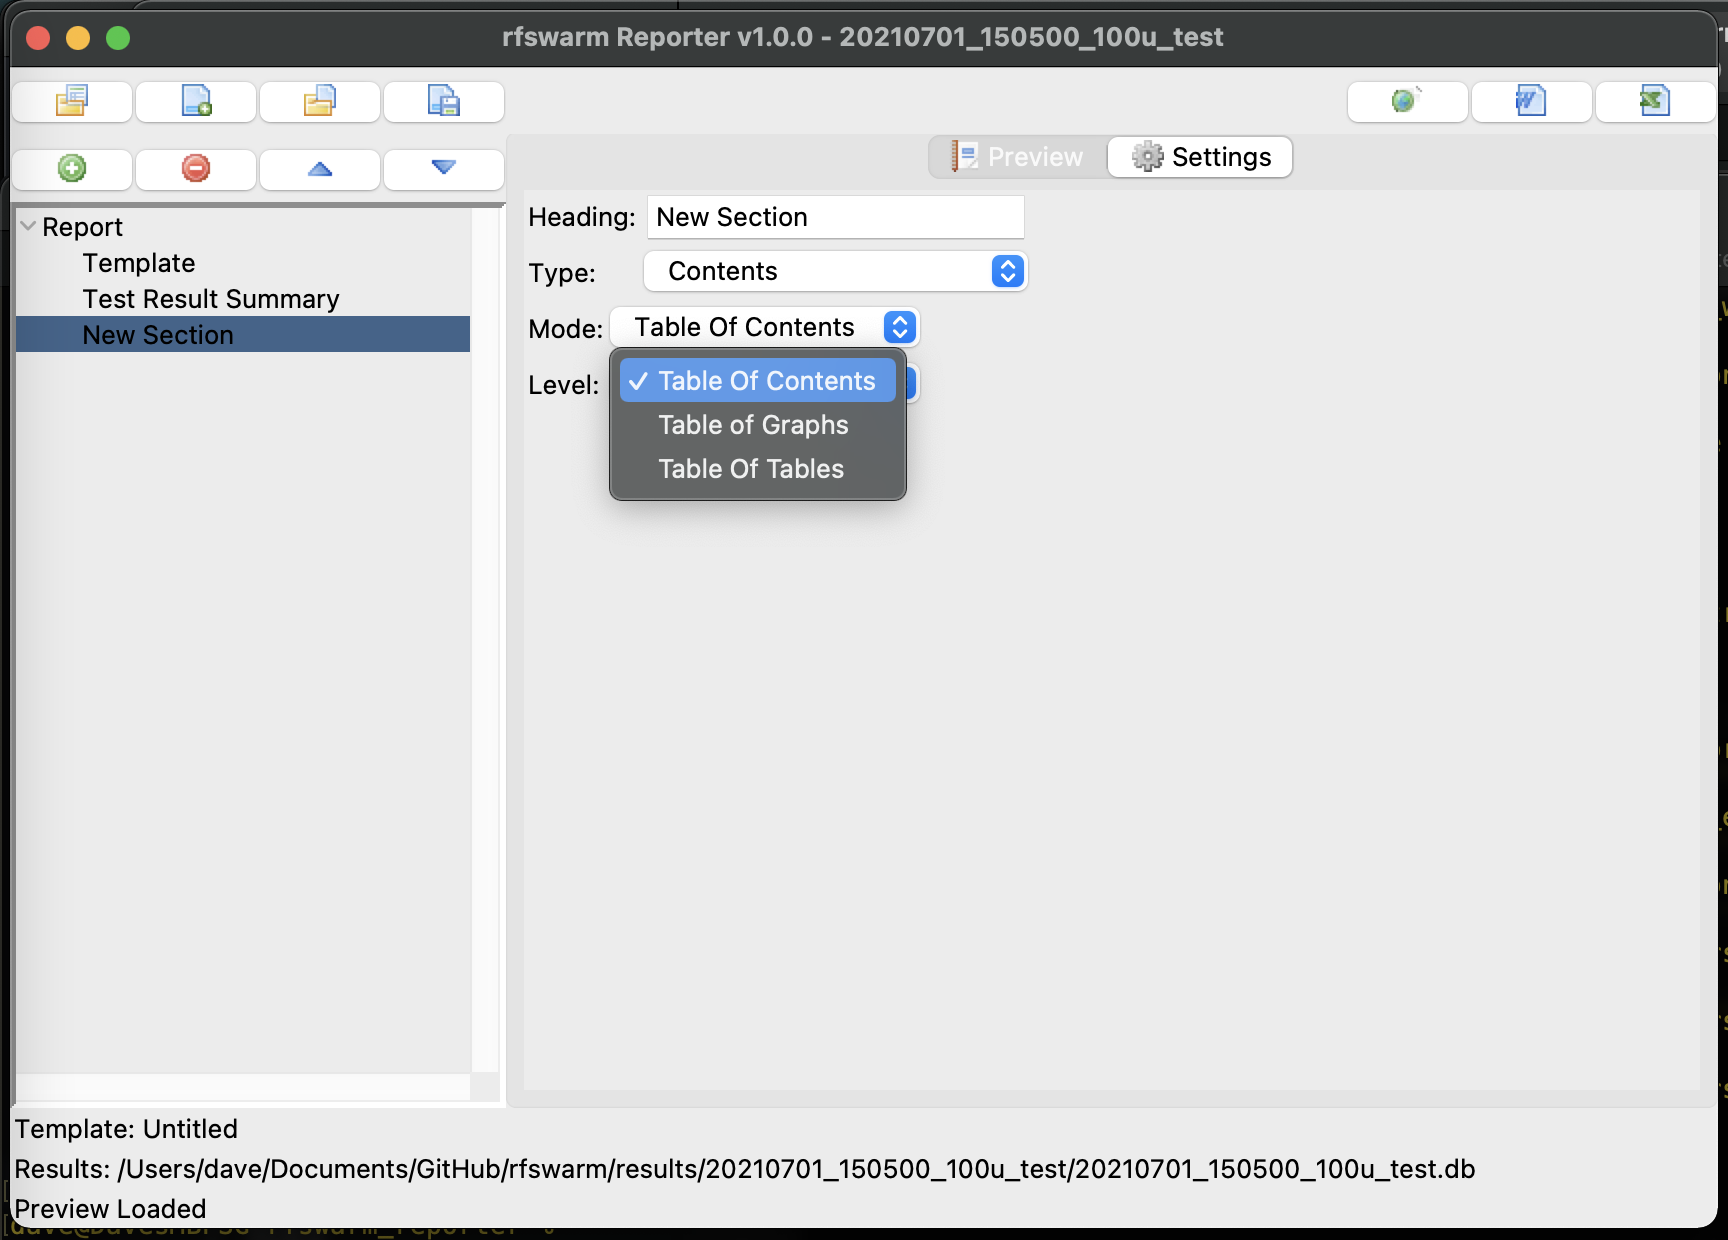 rfswarm Reporter v1.0.0 - 20210701_150500_100u_test
Preview
Settings
Report
Template
Test Result Summary
New Section
Heading: New Section
Type: Contents
Mode: Table Of Contents
Level:
✓ Table Of Contents
Table of Graphs
Table Of Tables
Template: Untitled
Results: /Users/dave/Documents/GitHub/rfswarm/results/20210701_150500_100u_test/20210701_150500_100u_test.db
Preview Loaded